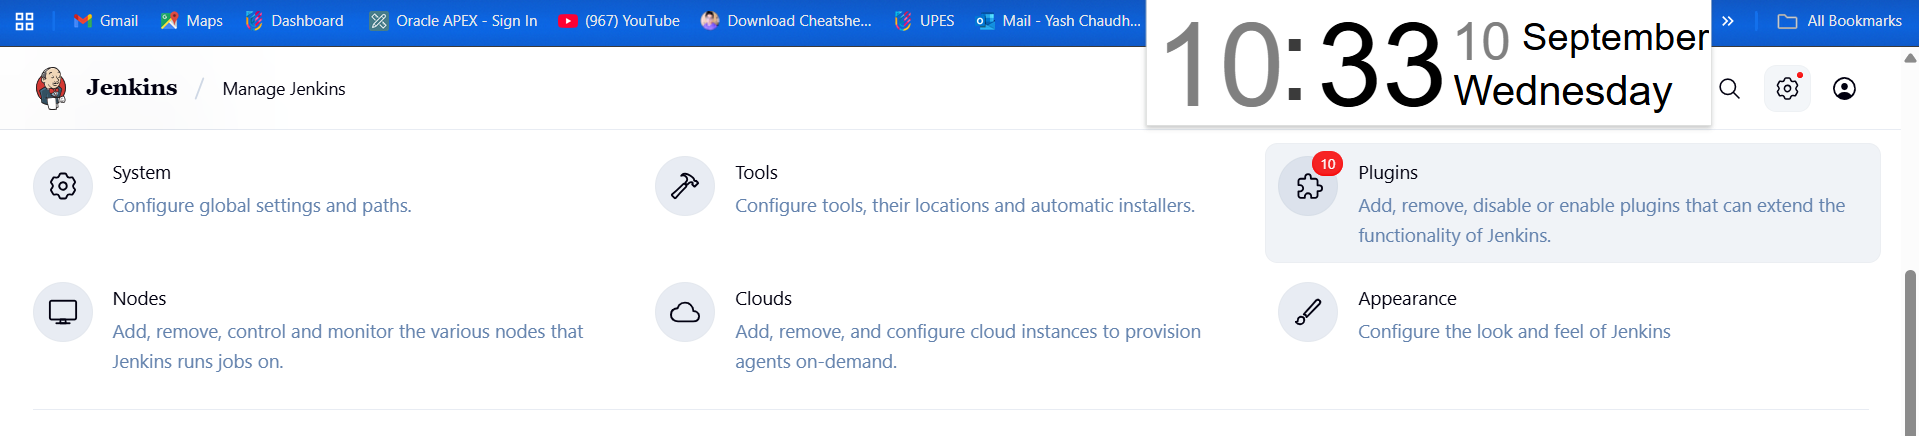 Gmail Maps Dashboard Oracle APEX - Sign In (967) YouTube Download Cheatshe... UPES Mail - Yash Chaudh... » All Bookmarks
10:33 10 September
Wednesday
Jenkins / Manage Jenkins
System
Configure global settings and paths.
Tools
Configure tools, their locations and automatic installers.
10
Plugins
Add, remove, disable or enable plugins that can extend the
functionality of Jenkins.
Nodes
Add, remove, control and monitor the various nodes that
Jenkins runs jobs on.
Clouds
Add, remove, and configure cloud instances to provision
agents on-demand.
Appearance
Configure the look and feel of Jenkins